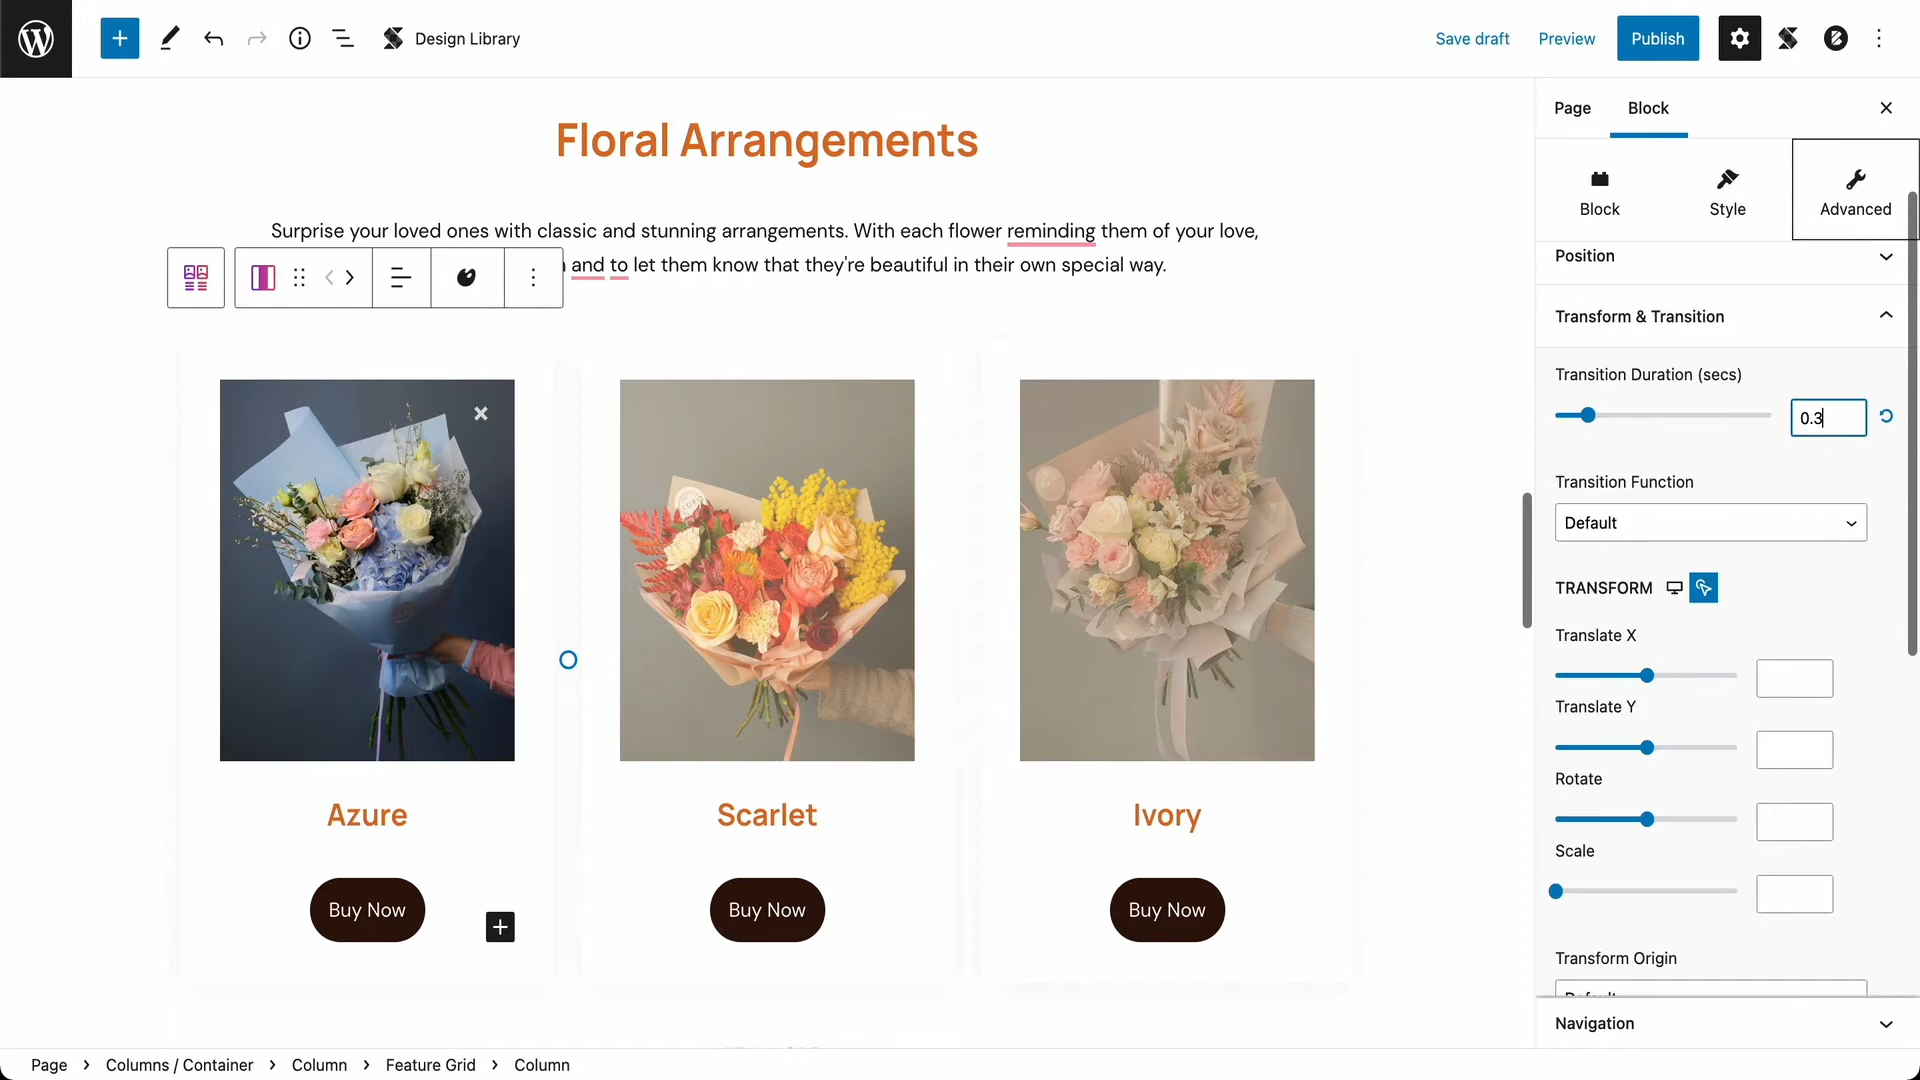 Design Library
Save draft
Preview
Publish
Floral Arrangements
Surprise your loved ones with classic and stunning arrangements. With each flower reminding them of your love,
and to let them know that they're beautiful in their own special way.
Azure
Scarlet
Ivory
Buy Now
Buy Now
Buy Now
Page
Block
Block
Style
Advanced
Position
Transform & Transition
Transition Duration (secs)
0.3
Transition Function
Default
TRANSFORM
Translate X
Translate Y
Rotate
Scale
Transform Origin
Navigation
Page > Columns / Container > Column > Feature Grid > Column